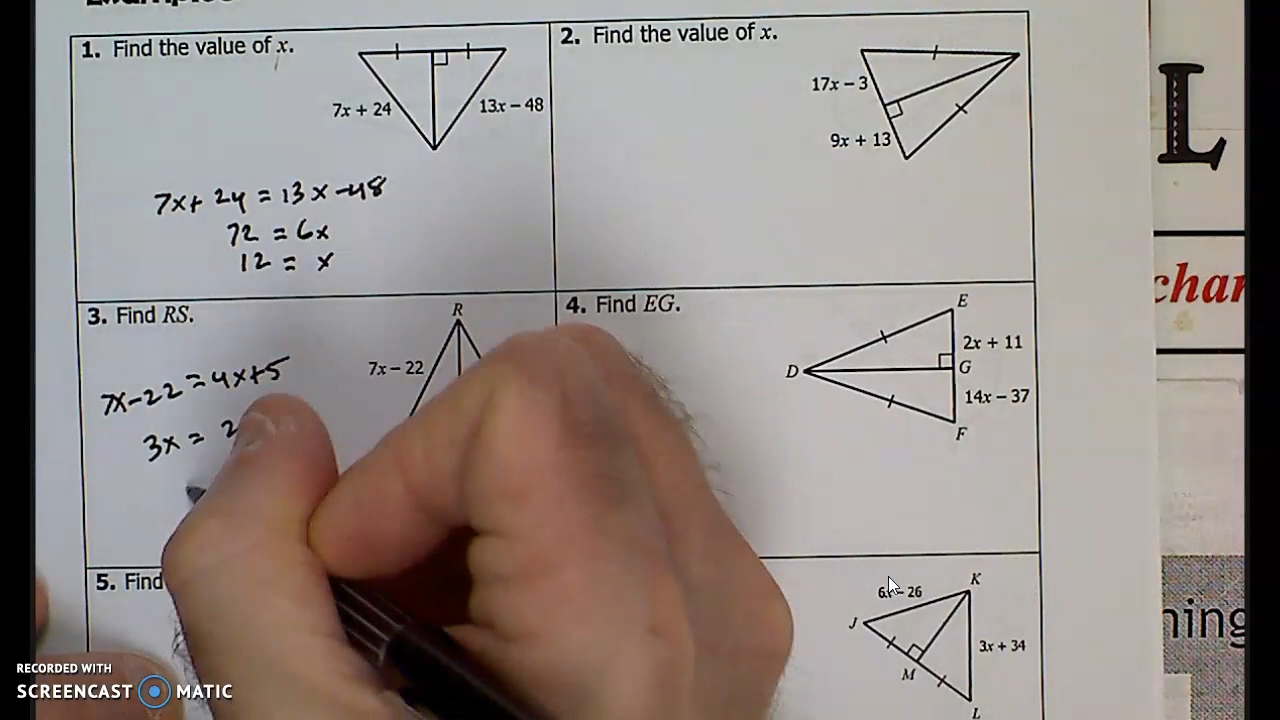 1. Find the value of x.
7x + 24
13x – 48
7x + 24 = 13x - 48
72 = 6x
12 = x
2. Find the value of x.
17x – 3
9x + 13
3. Find RS.
R
7x – 22
7x - 22 = 4x + 5
3x = 2
4. Find EG.
E
2x + 11
D
G
14x – 37
F
5. Find
K
J
3x + 34
M
L
L
char
ning
RECORDED WITH
SCREENCAST MATIC